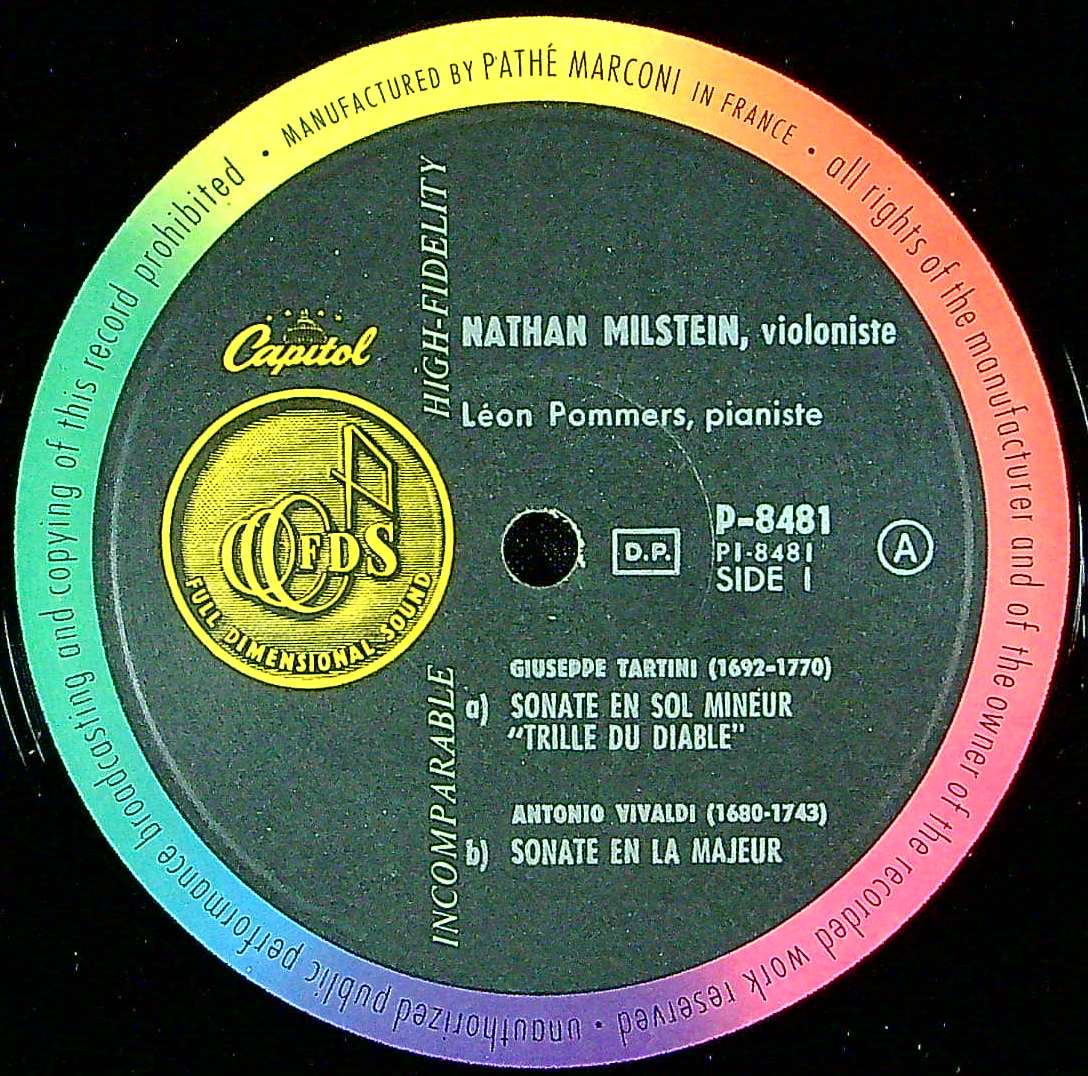 • MANUFACTURED BY PATHÉ MARCONI IN FRANCE • all rights of the manufacturer and of the owner of the recorded work reserved • unauthorized public performance broadcasting and copying of this record prohibited
HIGH-FIDELITY
Capitol
FDS
FULL DIMENSIONAL SOUND
INCOMPARABLE
NATHAN MILSTEIN, violoniste
Léon Pommers, pianiste
D.P.
P-8481
P1-8481
SIDE 1
A
GIUSEPPE TARTINI (1692-1770)
a) SONATE EN SOL MINEUR
“TRILLE DU DIABLE”
ANTONIO VIVALDI (1680-1743)
b) SONATE EN LA MAJEUR